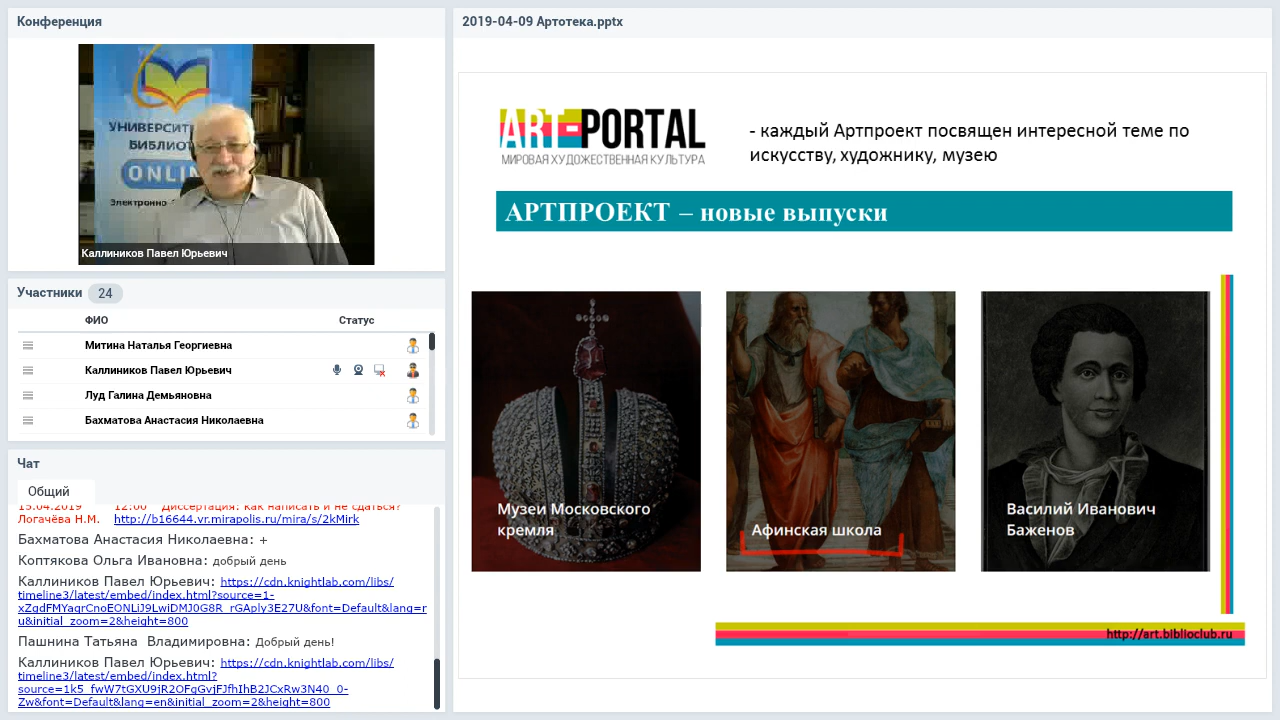 Конференция
УНИВЕРСИТ
БИБЛИОТ
ONLIN
Электронно
Каллиников Павел Юрьевич
Участники 24
ФИО Статус
Митина Наталья Георгиевна
Каллиников Павел Юрьевич
Луд Галина Демьяновна
Бахматова Анастасия Николаевна
Чат
Общий
15.04.2019 12:00 Диссертация: как написать и не сдаться?
Логачёва Н.М. http://b16644.vr.mirapolis.ru/mira/s/2kMirk
Бахматова Анастасия Николаевна: +
Коптякова Ольга Ивановна: добрый день
Каллиников Павел Юрьевич: https://cdn.knightlab.com/libs/
timeline3/latest/embed/index.html?source=1-
xZgdFMYaqrCnoEONLiJ9LwiDMJ0G8R_rGAply3E27U&font=Default&lang=r
u&initial_zoom=2&height=800
Пашнина Татьяна Владимировна: Добрый день!
Каллиников Павел Юрьевич: https://cdn.knightlab.com/libs/
timeline3/latest/embed/index.html?
source=1k5_fwW7tGXU9jR2OFqGvjFJfhIhB2JCxRw3N40_0-
Zw&font=Default&lang=en&initial_zoom=2&height=800
2019-04-09 Артотека.pptx
ART-PORTAL
МИРОВАЯ ХУДОЖЕСТВЕННАЯ КУЛЬТУРА
- каждый Артпроект посвящен интересной теме по
искусству, художнику, музею
АРТПРОЕКТ – новые выпуски
Музеи Московского
кремля
Афинская школа
Василий Иванович
Баженов
http://art.biblioclub.ru